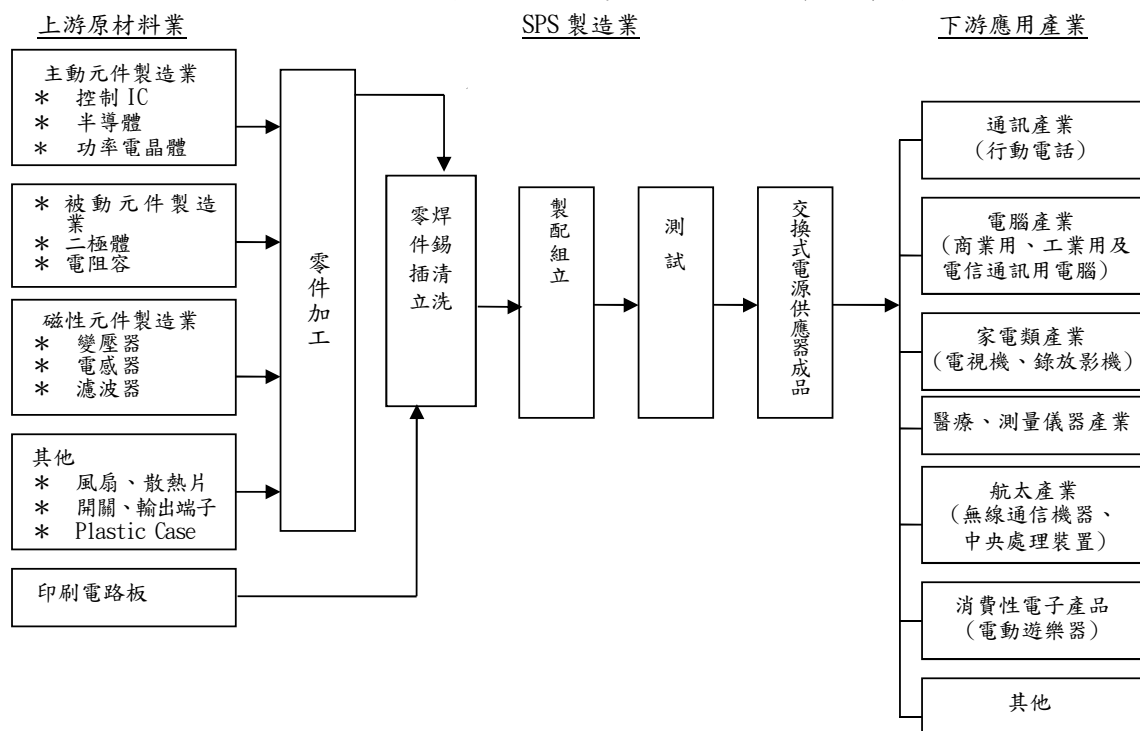 上游原材料業
SPS 製造業
下游應用產業
主動元件製造業
* 控制 IC
* 半導體
* 功率電晶體
* 被動元件製造
業
* 二極體
* 電阻容
磁性元件製造業
* 變壓器
* 電感器
* 濾波器
其他
* 風扇、散熱片
* 開關、輸出端子
* Plastic Case
印刷電路板
零件加工
零件插立
焊錫清洗
製配組立
測試
交換式電源供應器成品
通訊產業
(行動電話)
電腦產業
(商業用、工業用及
電信通訊用電腦)
家電類產業
(電視機、錄放影機)
醫療、測量儀器產業
航太產業
(無線通信機器、
中央處理裝置)
消費性電子產品
(電動遊樂器)
其他